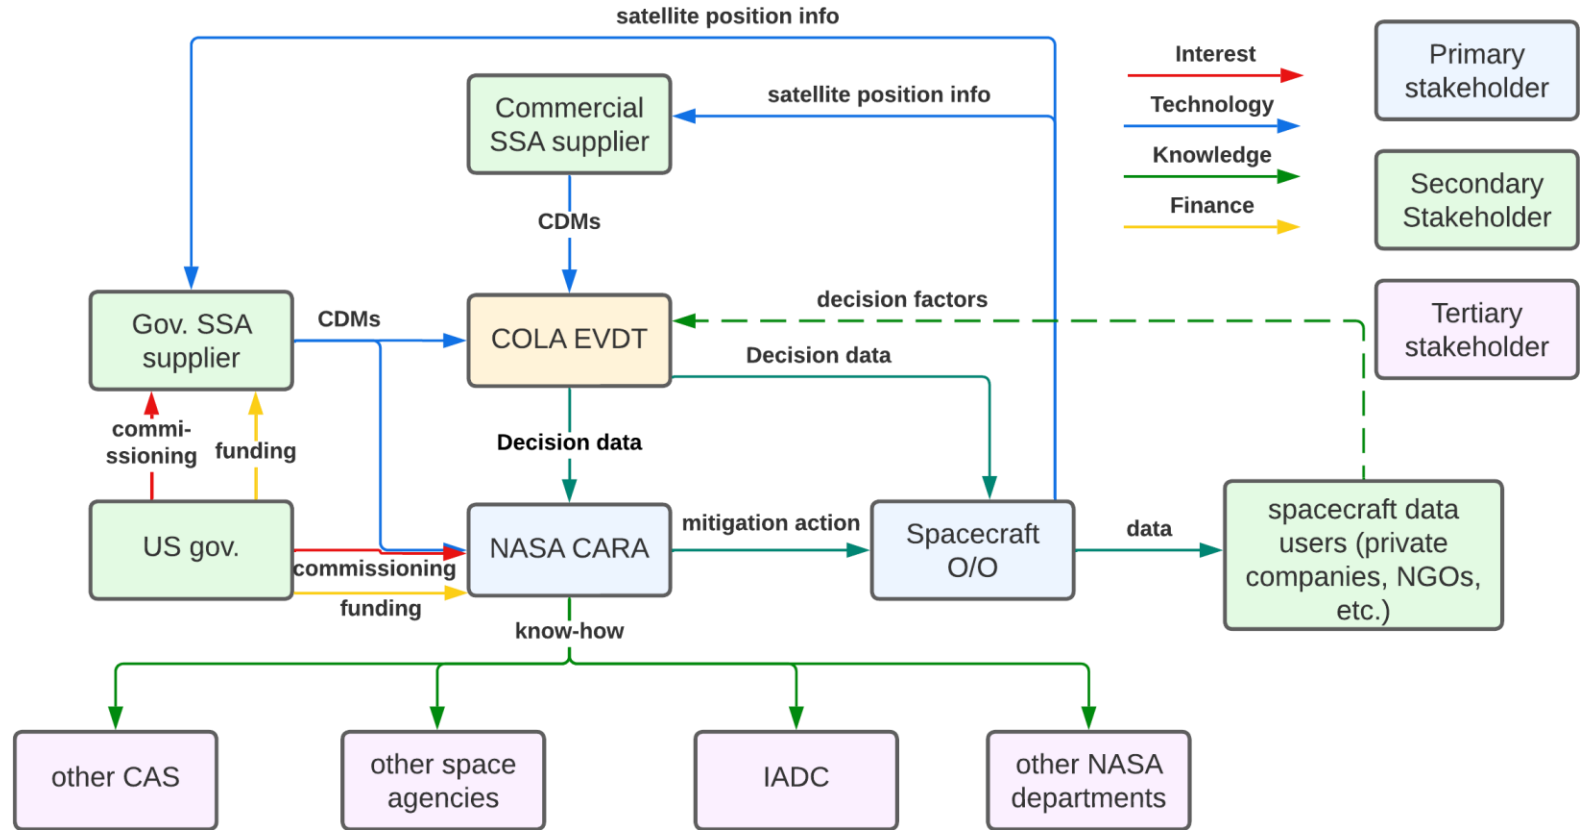 satellite position info
Commercial
SSA supplier
satellite position info
Interest
Technology
Knowledge
Finance
Primary
stakeholder
Secondary
Stakeholder
Tertiary
stakeholder
CDMs
Gov. SSA
supplier
CDMs
COLA EVDT
decision factors
Decision data
commi-
ssioning
funding
Decision data
US gov.
commissioning
funding
NASA CARA
mitigation action
Spacecraft
O/O
data
spacecraft data
users (private
companies, NGOs,
etc.)
know-how
other CAS
other space
agencies
IADC
other NASA
departments